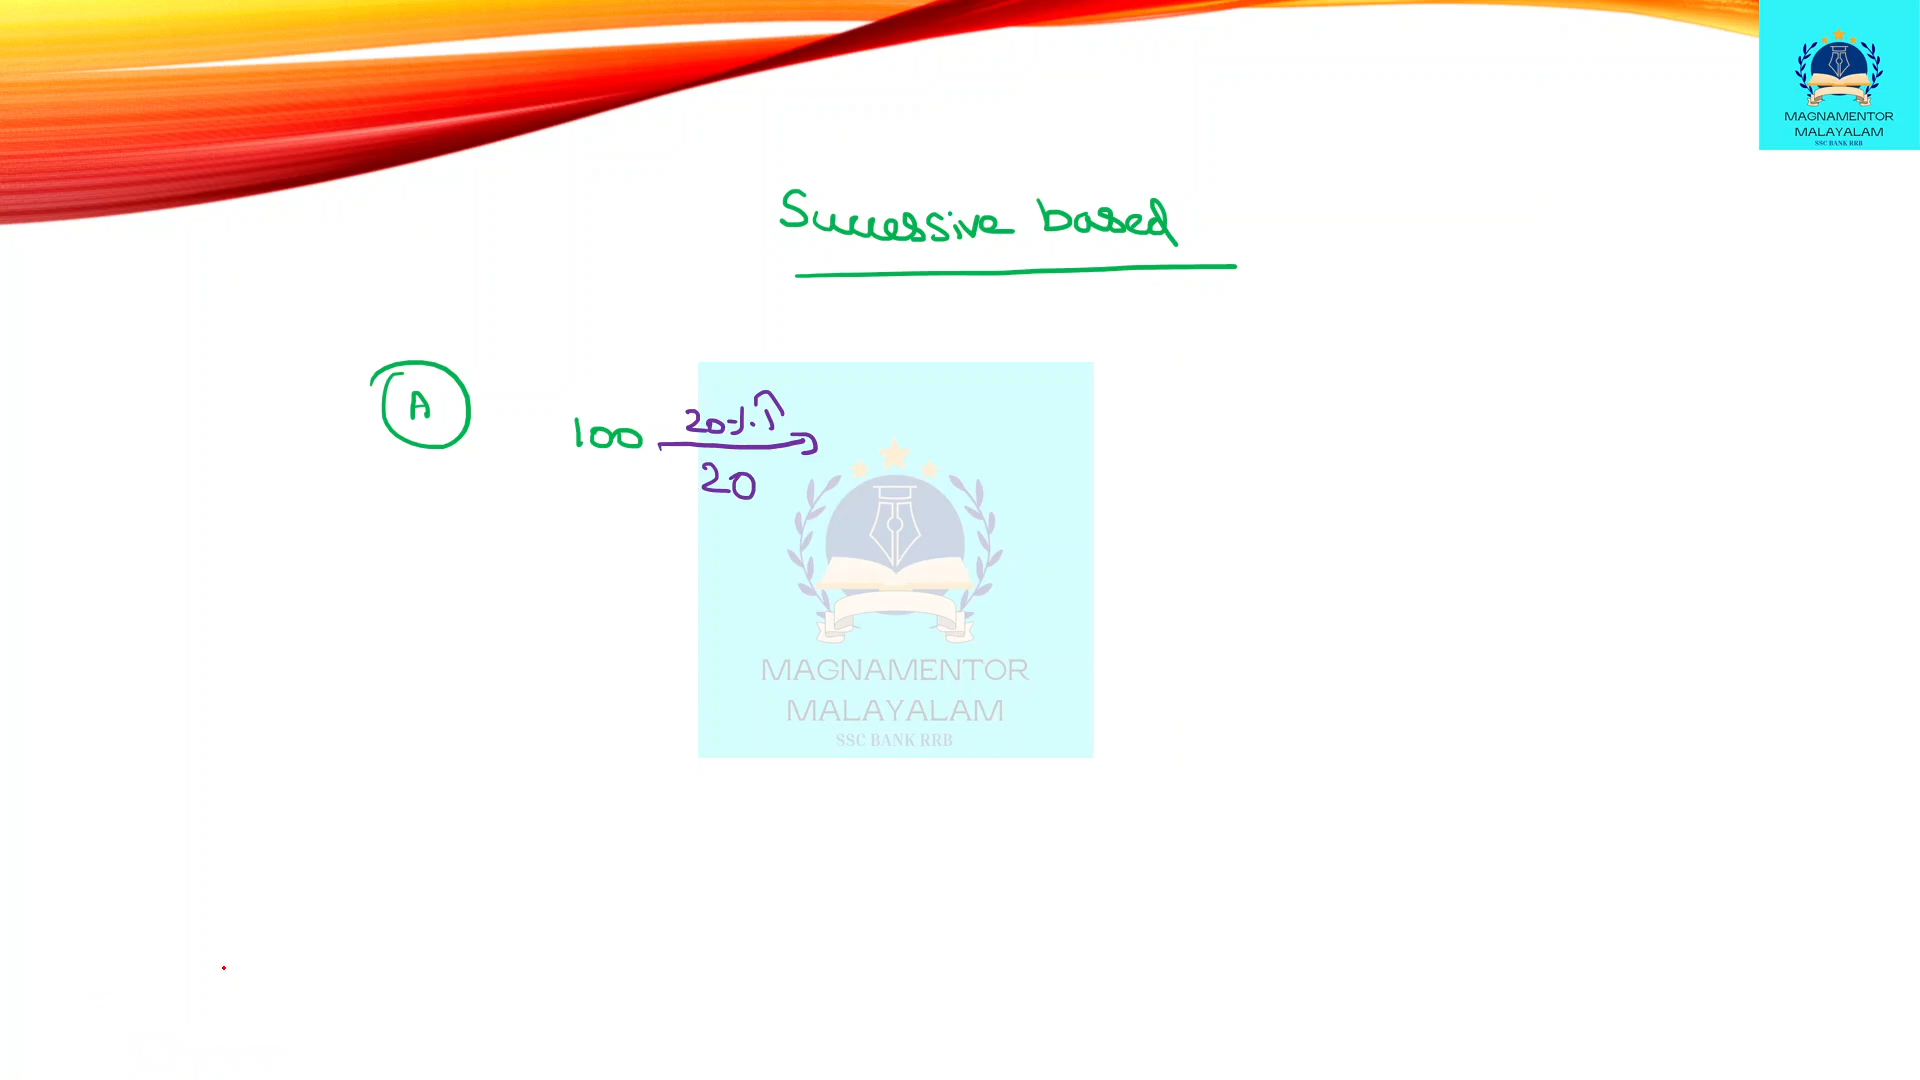 MAGNAMENTOR
MALAYALAM
SSC BANK RRB
Successive based
A
100 20%↑
20
MAGNAMENTOR
MALAYALAM
SSC BANK RRB